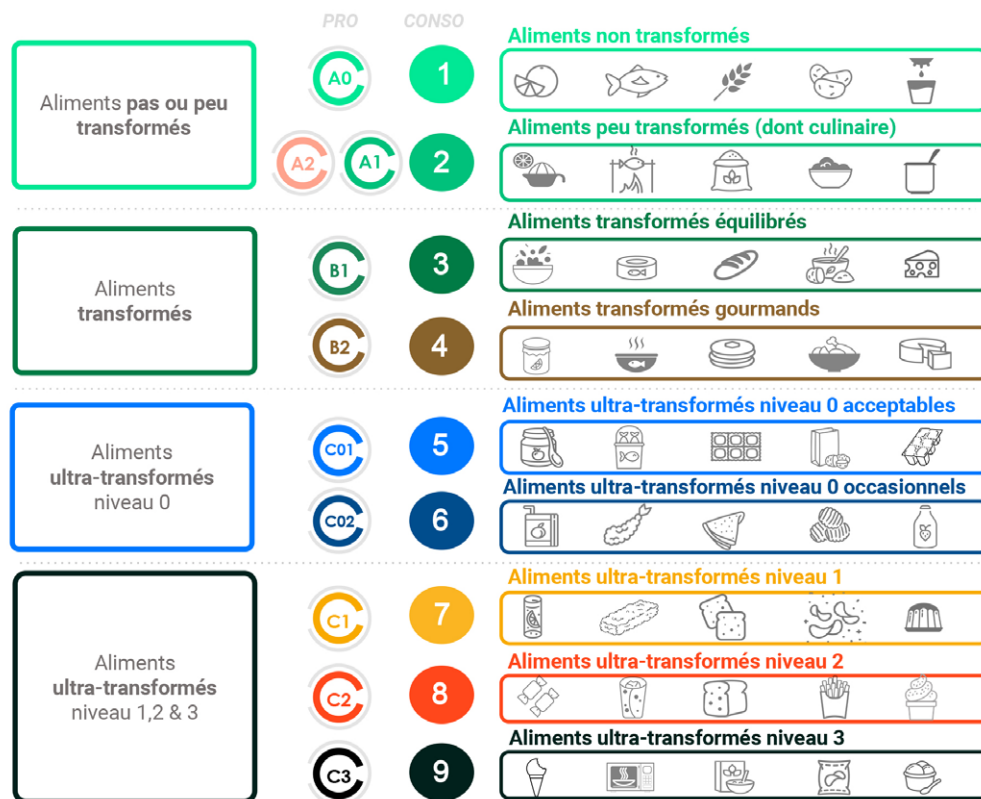 PRO CONSO
Aliments non transformés
Aliments pas ou peu
transformés
A0 1
Aliments peu transformés (dont culinaire)
A2 A1 2
Aliments transformés équilibrés
Aliments
transformés
B1 3
Aliments transformés gourmands
B2 4
Aliments ultra-transformés niveau 0 acceptables
Aliments
ultra-transformés
niveau 0
C01 5
Aliments ultra-transformés niveau 0 occasionnels
C02 6
Aliments ultra-transformés niveau 1
Aliments
ultra-transformés
niveau 1,2 & 3
C1 7
Aliments ultra-transformés niveau 2
C2 8
Aliments ultra-transformés niveau 3
C3 9